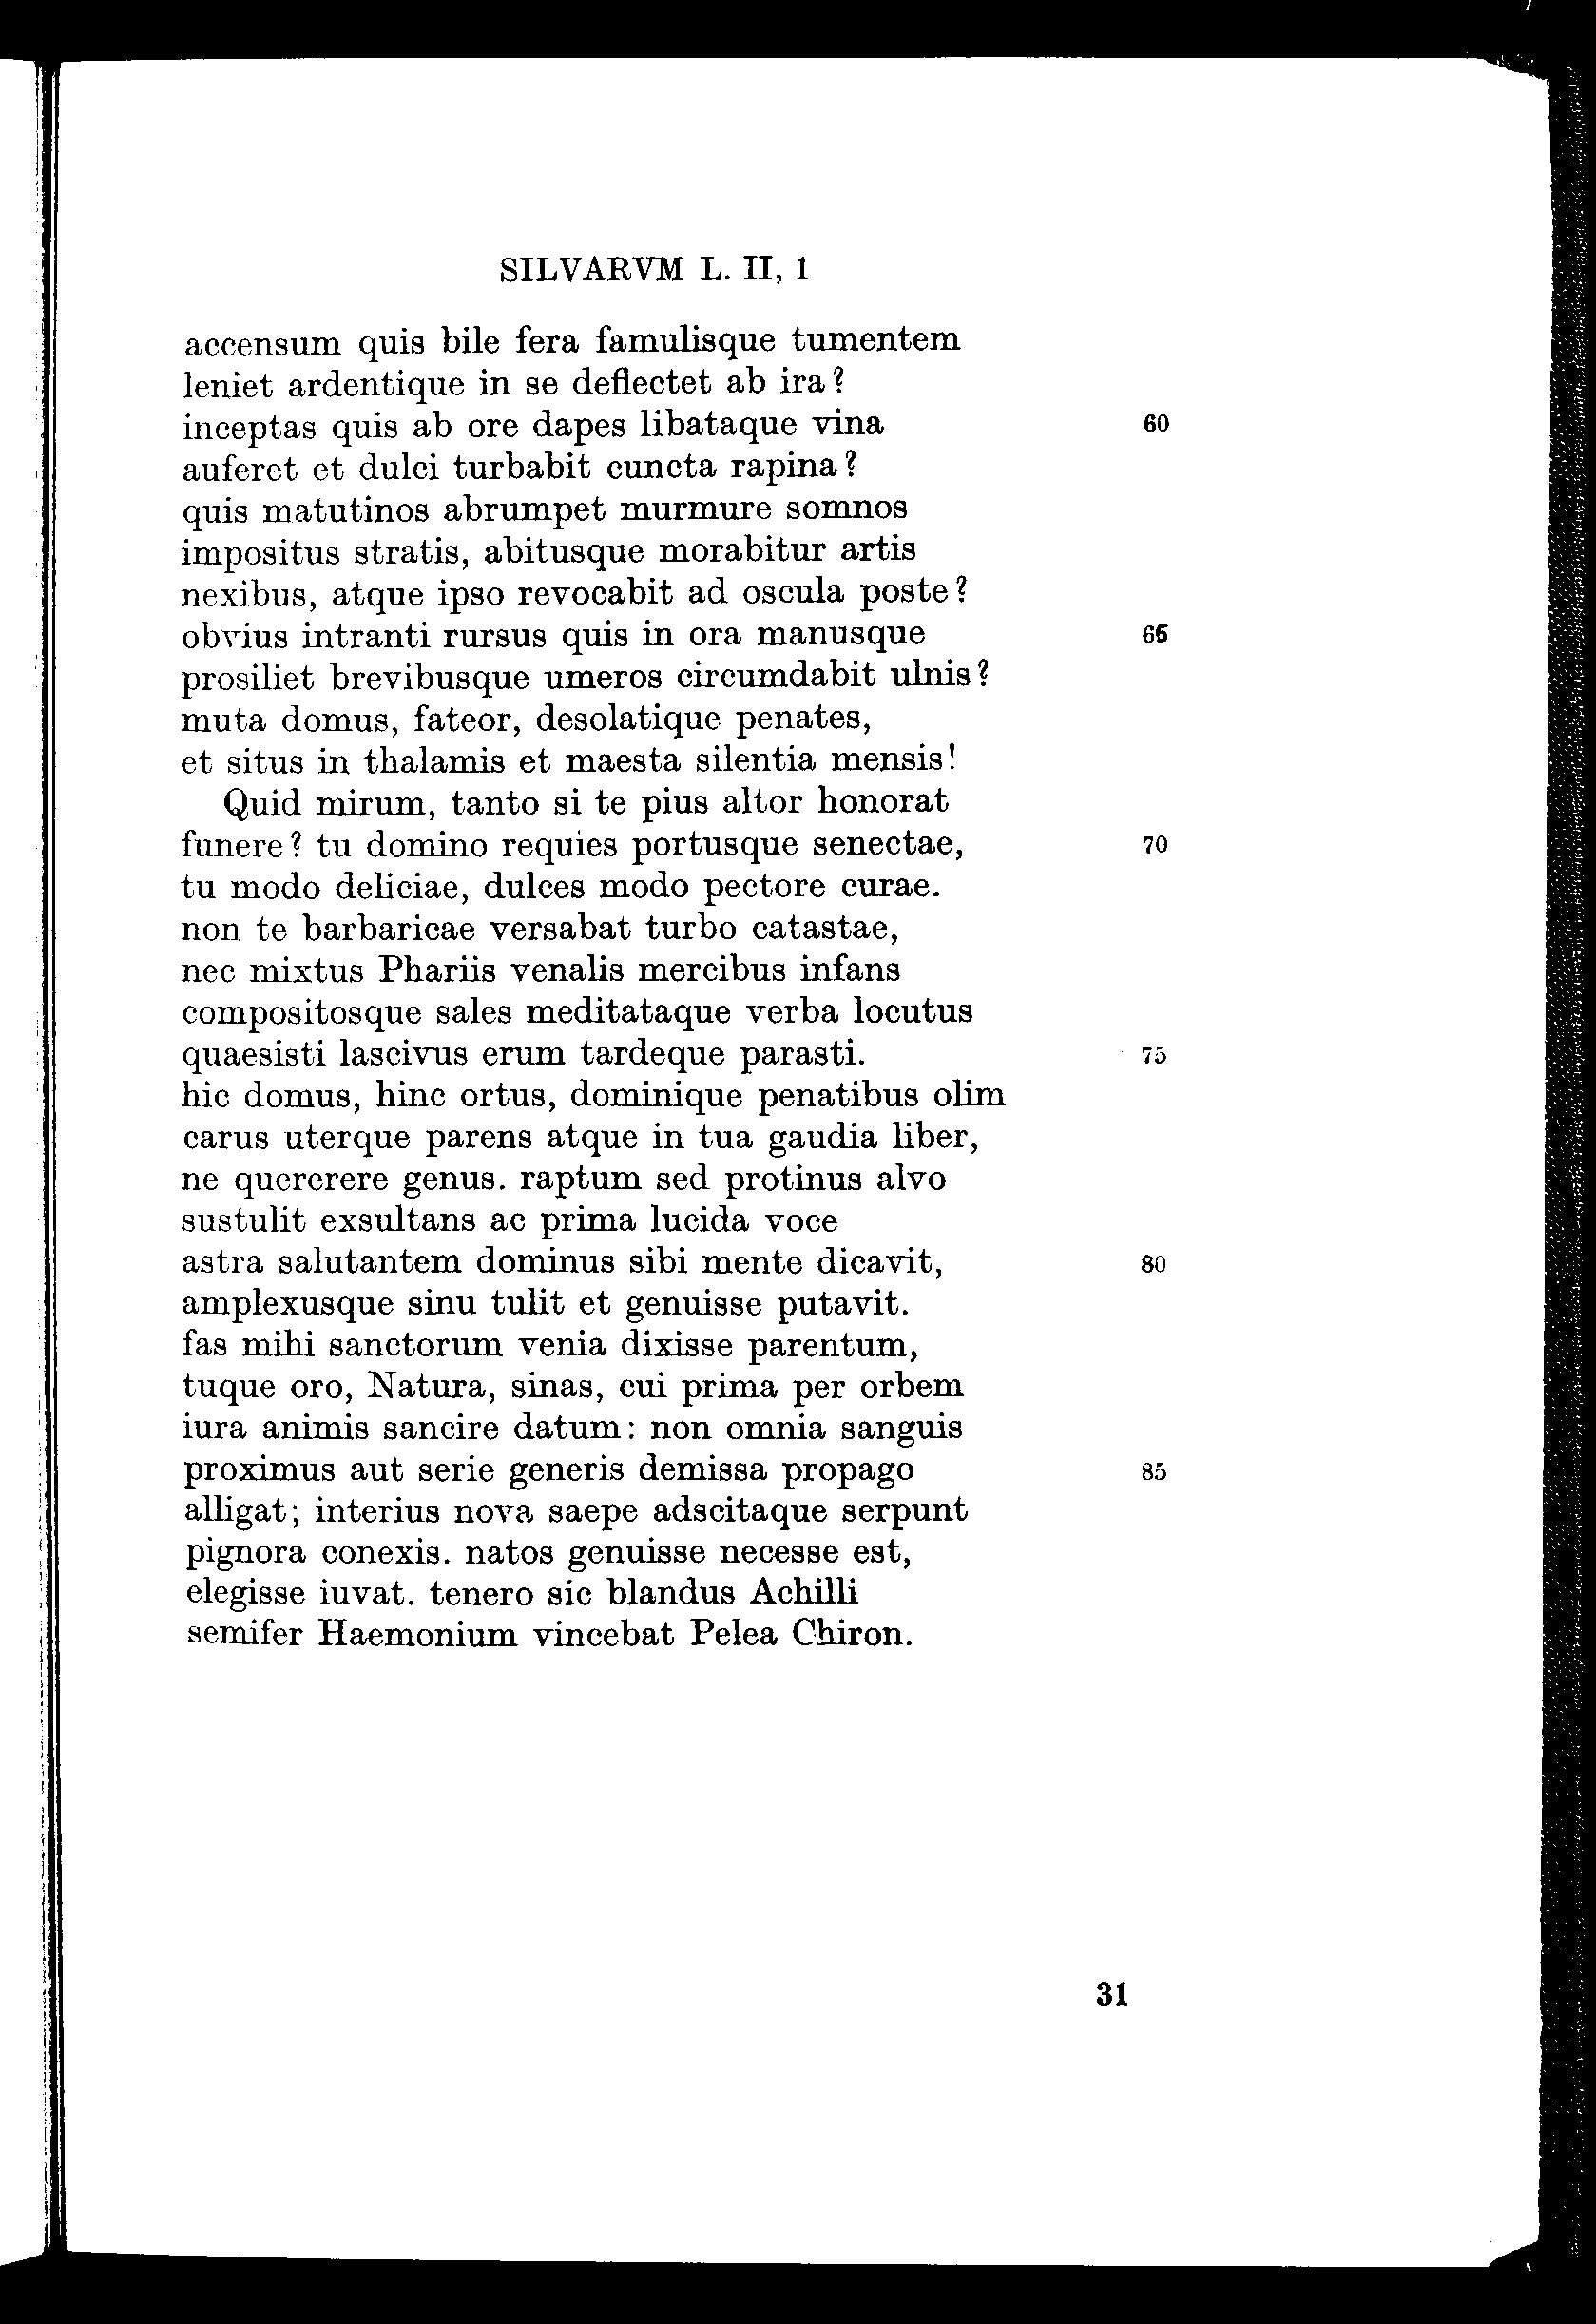 SILVARVM L. II, 1
accensum quis bile fera famulisque tumentem
leniet ardentique in se deflectet ab ira?
inceptas quis ab ore dapes libataque vina 60
auferet et dulci turbabit cuncta rapina?
quis matutinos abrumpet murmure somnos
impositus stratis, abitusque morabitur artis
nexibus, atque ipso revocabit ad oscula poste?
obvius intranti rursus quis in ora manusque 65
prosiliet brevibusque umeros circumdabit ulnis?
muta domus, fateor, desolatique penates,
et situs in thalamis et maesta silentia mensis!
Quid mirum, tanto si te pius altor honorat
funere? tu domino requies portusque senectae, 70
tu modo deliciae, dulces modo pectore curae.
non te barbaricae versabat turbo catastae,
nec mixtus Phariis venalis mercibus infans
compositosque sales meditataque verba locutus
quaesisti lascivus erum tardeque parasti. 75
hic domus, hinc ortus, dominique penatibus olim
carus uterque parens atque in tua gaudia liber,
ne quererere genus. raptum sed protinus alvo
sustulit exsultans ac prima lucida voce
astra salutantem dominus sibi mente dicavit, 80
amplexusque sinu tulit et genuisse putavit.
fas mihi sanctorum venia dixisse parentum,
tuque oro, Natura, sinas, cui prima per orbem
iura animis sancire datum: non omnia sanguis
proximus aut serie generis demissa propago 85
alligat; interius nova saepe adscitaque serpunt
pignora conexis. natos genuisse necesse est,
elegisse iuvat. tenero sic blandus Achilli
semifer Haemonium vincebat Pelea Chiron.
31